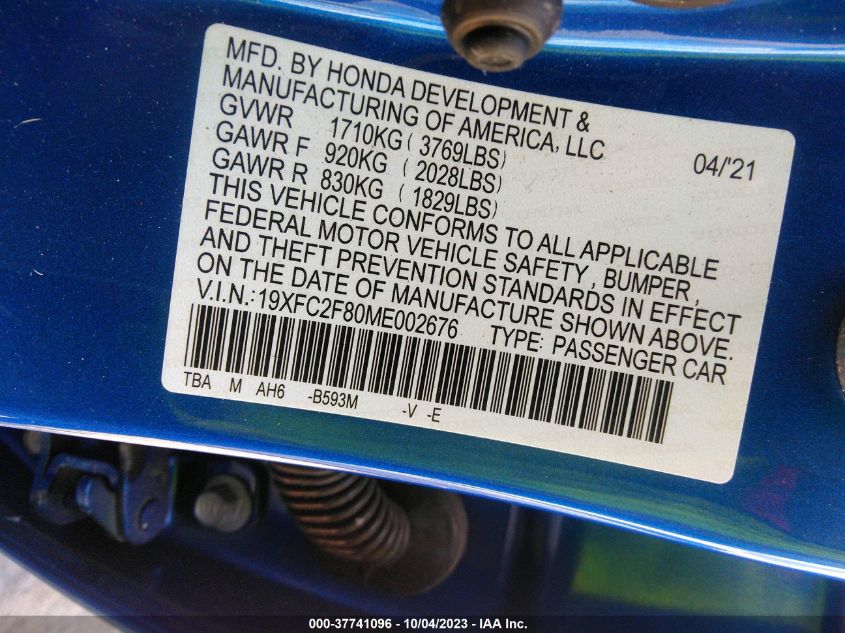 MFD. BY HONDA DEVELOPMENT &
MANUFACTURING OF AMERICA, LLC
GVWR 1710KG ( 3769LBS) 04/'21
GAWR F 920KG ( 2028LBS)
GAWR R 830KG ( 1829LBS)
THIS VEHICLE CONFORMS TO ALL APPLICABLE
FEDERAL MOTOR VEHICLE SAFETY, BUMPER,
AND THEFT PREVENTION STANDARDS IN EFFECT
ON THE DATE OF MANUFACTURE SHOWN ABOVE.
V.I.N.:19XFC2F80ME002676 TYPE: PASSENGER CAR
TBA M AH6 -B593M -V -E
000-37741096 - 10/04/2023 - IAA Inc.